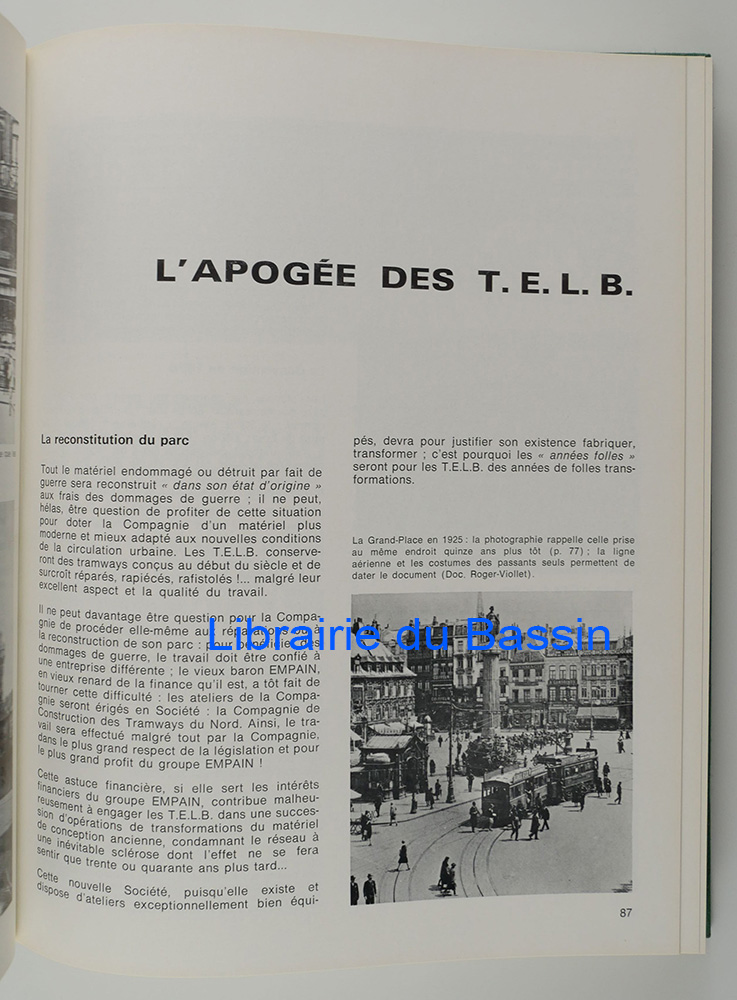 L'APOGÉE DES T. E. L. B.
La reconstitution du parc
Tout le matériel endommagé ou détruit par fait de
guerre sera reconstruit « dans son état d'origine »
aux frais des dommages de guerre ; il ne peut,
hélas, être question de profiter de cette situation
pour doter la Compagnie d'un matériel plus
moderne et mieux adapté aux nouvelles conditions
de la circulation urbaine. Les T.E.L.B. conserve-
ront des tramways conçus au début du siècle et de
surcroît réparés, rapiécés, rafistolés !... malgré leur
excellent aspect et la qualité du travail.
Il ne peut davantage être question pour la Compa-
gnie de procéder elle-même aux réparations ou à
la reconstruction de son parc : pour bénéficier des
dommages de guerre, le travail doit être confié à
une entreprise différente ; le vieux baron EMPAIN,
en vieux renard de la finance qu'il est, a tôt fait de
tourner cette difficulté : les ateliers de la Compa-
gnie seront érigés en Société : la Compagnie de
Construction des Tramways du Nord. Ainsi, le tra-
vail sera effectué malgré tout par la Compagnie,
dans le plus grand respect de la législation et pour
le plus grand profit du groupe EMPAIN !
Cette astuce financière, si elle sert les intérêts
financiers du groupe EMPAIN, contribue malheu-
reusement à engager les T.E.L.B. dans une succes-
sion d'opérations de transformations du matériel
de conception ancienne, condamnant le réseau à
une inévitable sclérose dont l'effet ne se fera
sentir que trente ou quarante ans plus tard...
Cette nouvelle Société, puisqu'elle existe et
dispose d'ateliers exceptionnellement bien équi-
pés, devra pour justifier son existence fabriquer,
transformer ; c'est pourquoi les « années folles »
seront pour les T.E.L.B. des années de folles trans-
formations.
La Grand-Place en 1925 : la photographie rappelle celle prise
au même endroit quinze ans plus tôt (p. 77) ; la ligne
aérienne et les costumes des passants seuls permettent de
dater le document (Doc. Roger-Viollet).
Librairie du Bassin
87